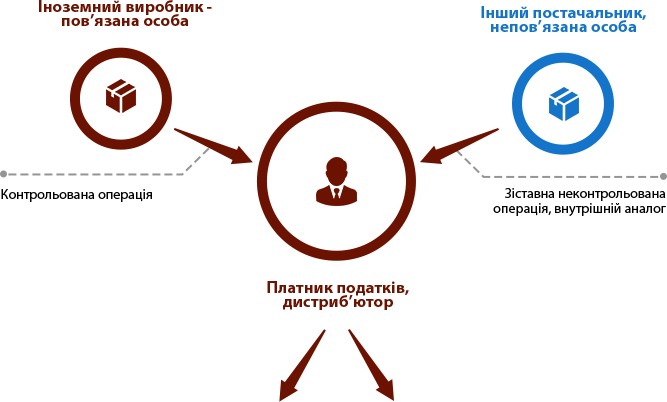 Іноземний виробник -
пов’язана особа
Інший постачальник,
непов’язана особа
Контрольована операція
Зіставна неконтрольована
операція, внутрішній аналог
Платник податків,
дистриб’ютор